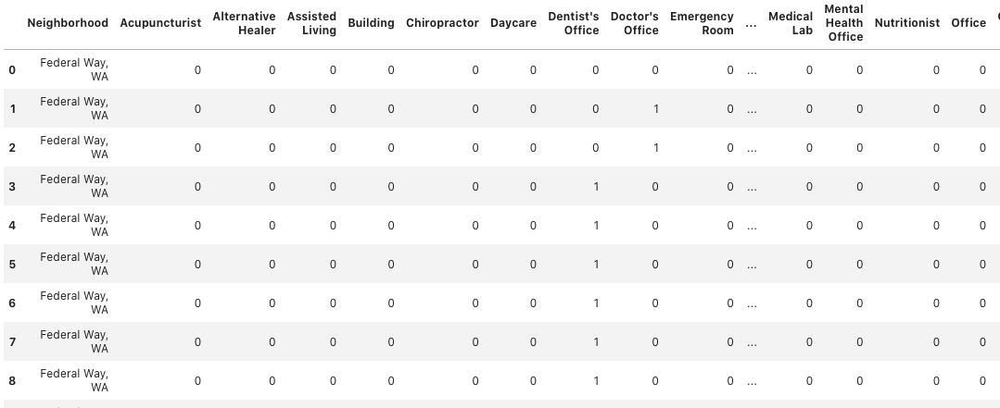 Neighborhood Acupuncturist Alternative Healer Assisted Living Building Chiropractor Daycare Dentist's Office Doctor's Office Emergency Room ... Medical Lab Mental Health Office Nutritionist Office
0 Federal Way, WA 0 0 0 0 0 0 0 0 0 ... 0 0 0 0
1 Federal Way, WA 0 0 0 0 0 0 0 1 0 ... 0 0 0 0
2 Federal Way, WA 0 0 0 0 0 0 0 1 0 ... 0 0 0 0
3 Federal Way, WA 0 0 0 0 0 0 1 0 0 ... 0 0 0 0
4 Federal Way, WA 0 0 0 0 0 0 1 0 0 ... 0 0 0 0
5 Federal Way, WA 0 0 0 0 0 0 1 0 0 ... 0 0 0 0
6 Federal Way, WA 0 0 0 0 0 0 1 0 0 ... 0 0 0 0
7 Federal Way, WA 0 0 0 0 0 0 1 0 0 ... 0 0 0 0
8 Federal Way, WA 0 0 0 0 0 0 1 0 0 ... 0 0 0 0